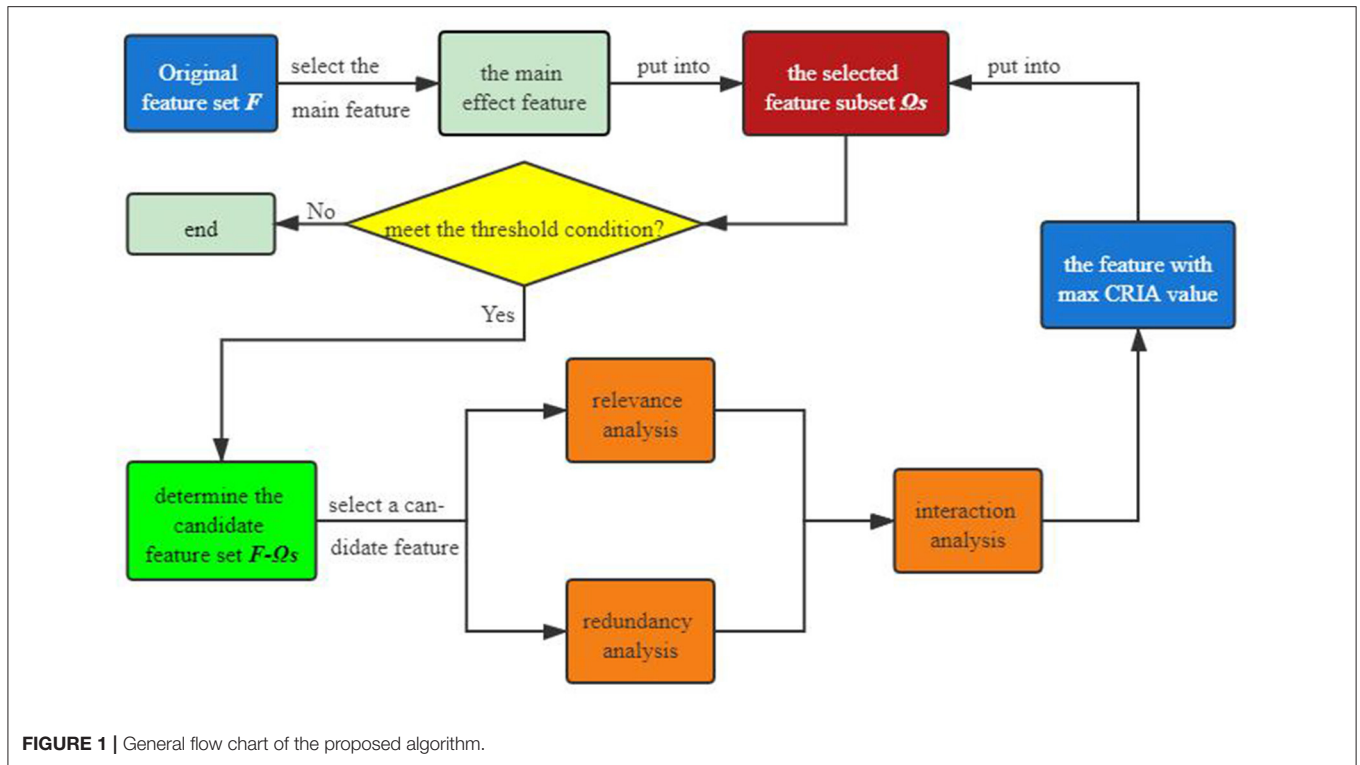 Original
feature set F
select the
main feature
the main
effect feature
put into
the selected
feature subset Ωs
put into
end
No
meet the threshold condition?
the feature with
max CRIA value
Yes
relevance
analysis
determine the
candidate
feature set F-Ωs
select a can-
didate feature
interaction
analysis
redundancy
analysis
FIGURE 1 | General flow chart of the proposed algorithm.